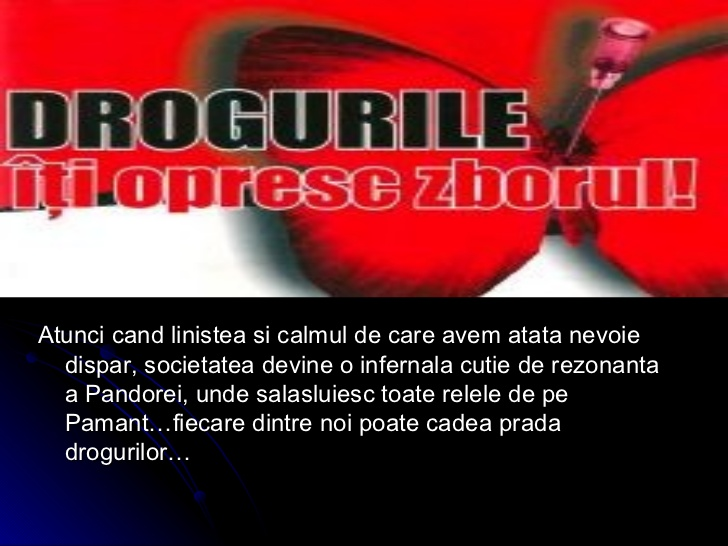 DROGURILE
îți opresc zborul!
Atunci cand linistea si calmul de care avem atata nevoie
dispar, societatea devine o infernala cutie de rezonanta
a Pandorei, unde salasluiesc toate relele de pe
Pamant…fiecare dintre noi poate cadea prada
drogurilor…